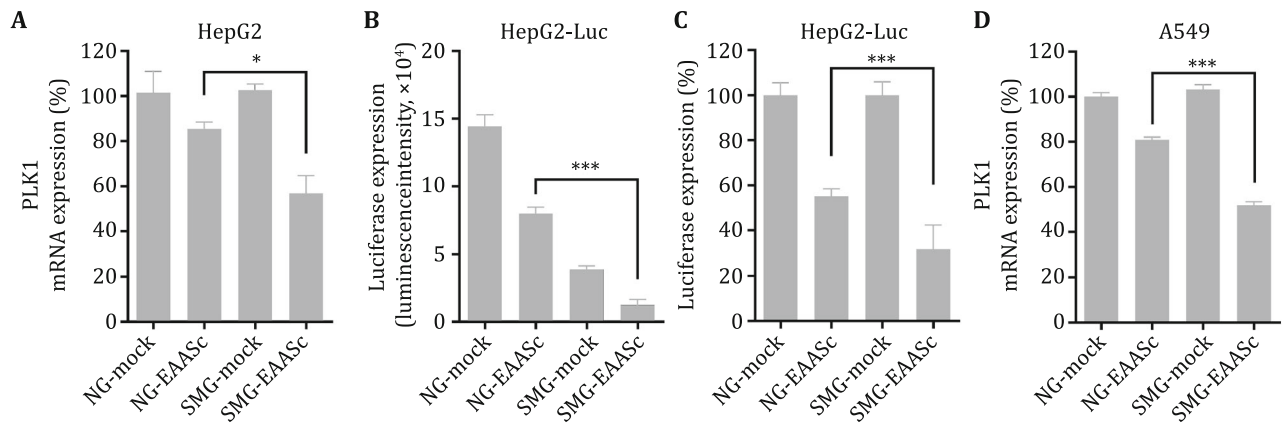 A
HepG2
PLK1
mRNA expression (%)
120
100
80
60
40
20
0
*
NG-mock
NG-EAASc
SMG-mock
SMG-EAASc
B
HepG2-Luc
Luciferase expression
(luminescenceintensity, ×10⁴)
20
15
10
5
0
***
NG-mock
NG-EAASc
SMG-mock
SMG-EAASc
C
HepG2-Luc
Luciferase expression (%)
120
100
80
60
40
20
0
***
NG-mock
NG-EAASc
SMG-mock
SMG-EAASc
D
A549
PLK1
mRNA expression (%)
120
100
80
60
40
20
0
***
NG-mock
NG-EAASc
SMG-mock
SMG-EAASc